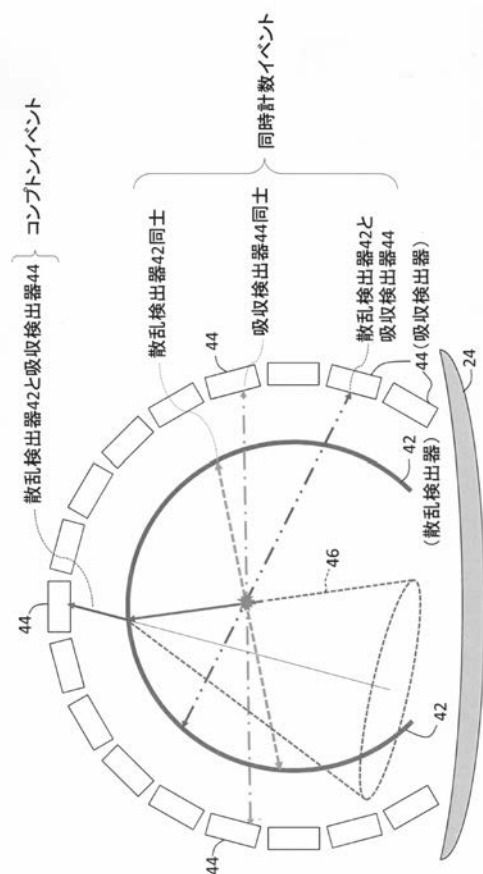 コンプトンイベント
散乱検出器42と吸収検出器44
同時計数イベント
散乱検出器42同士
吸収検出器44同士
散乱検出器42と
吸収検出器44
44
44
44
44(吸収検出器)
42
(散乱検出器)
42
46
24